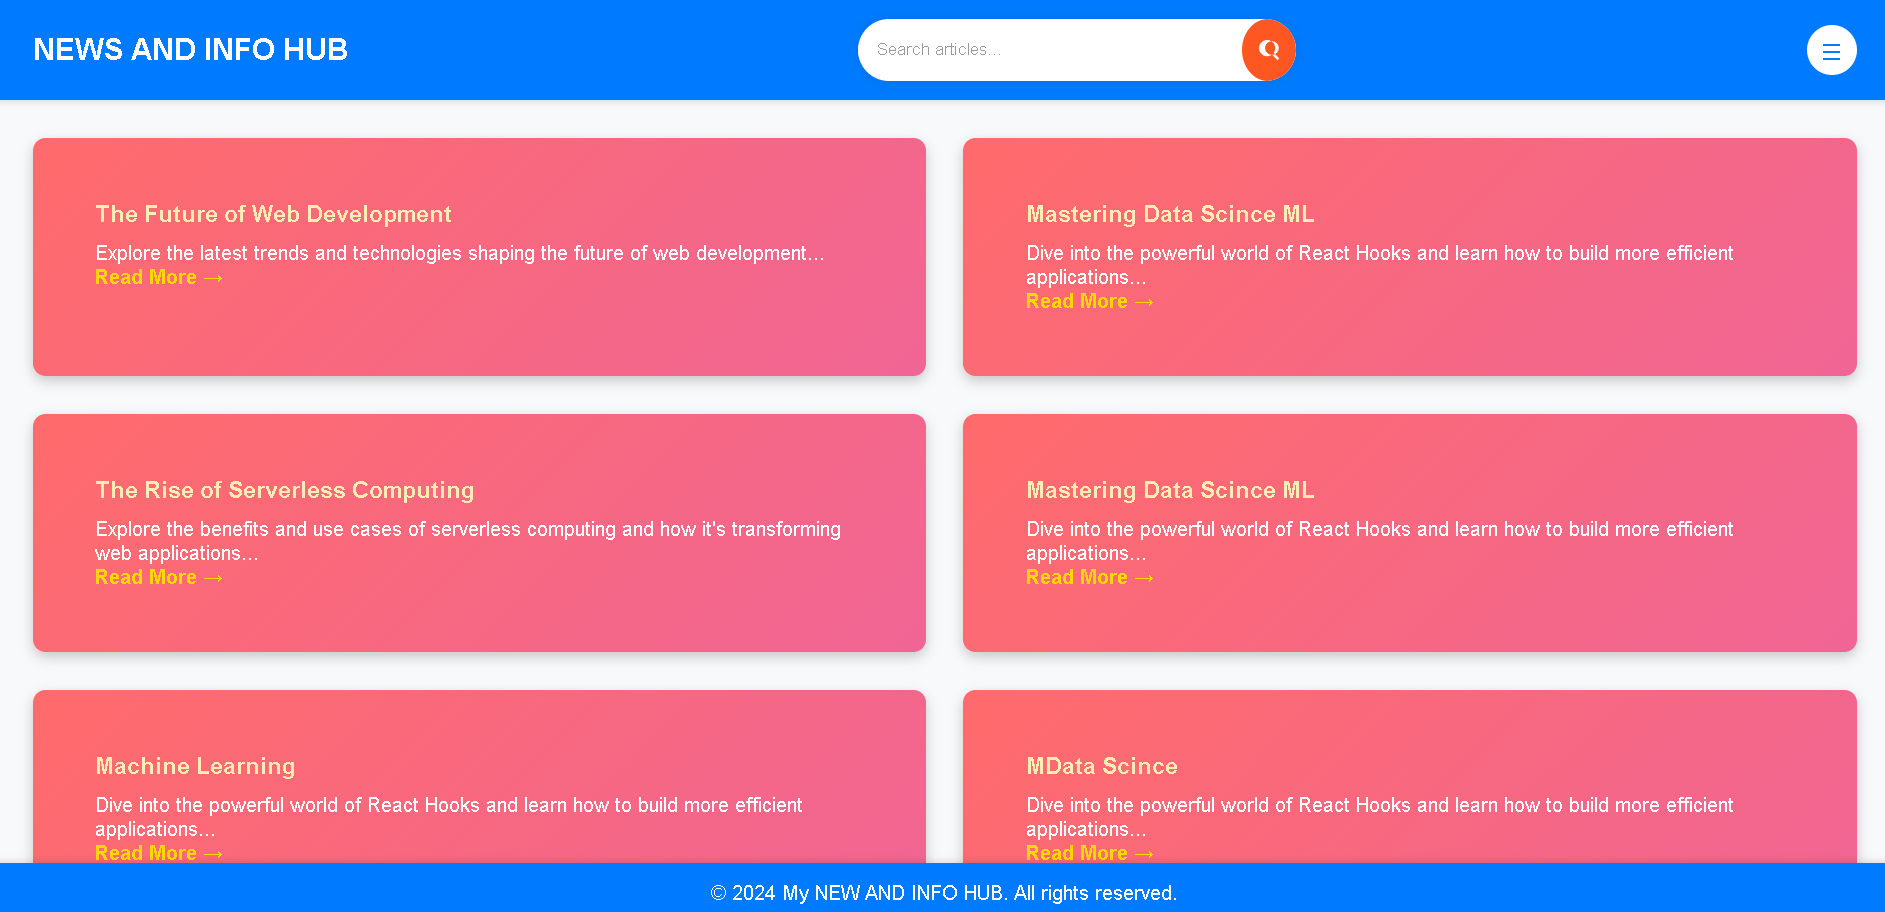 NEWS AND INFO HUB
Search articles...
The Future of Web Development
Explore the latest trends and technologies shaping the future of web development...
Read More →
Mastering Data Scince ML
Dive into the powerful world of React Hooks and learn how to build more efficient
applications...
Read More →
The Rise of Serverless Computing
Explore the benefits and use cases of serverless computing and how it's transforming
web applications...
Read More →
Mastering Data Scince ML
Dive into the powerful world of React Hooks and learn how to build more efficient
applications...
Read More →
Machine Learning
Dive into the powerful world of React Hooks and learn how to build more efficient
applications...
Read More →
MData Scince
Dive into the powerful world of React Hooks and learn how to build more efficient
applications...
Read More →
© 2024 My NEW AND INFO HUB. All rights reserved.